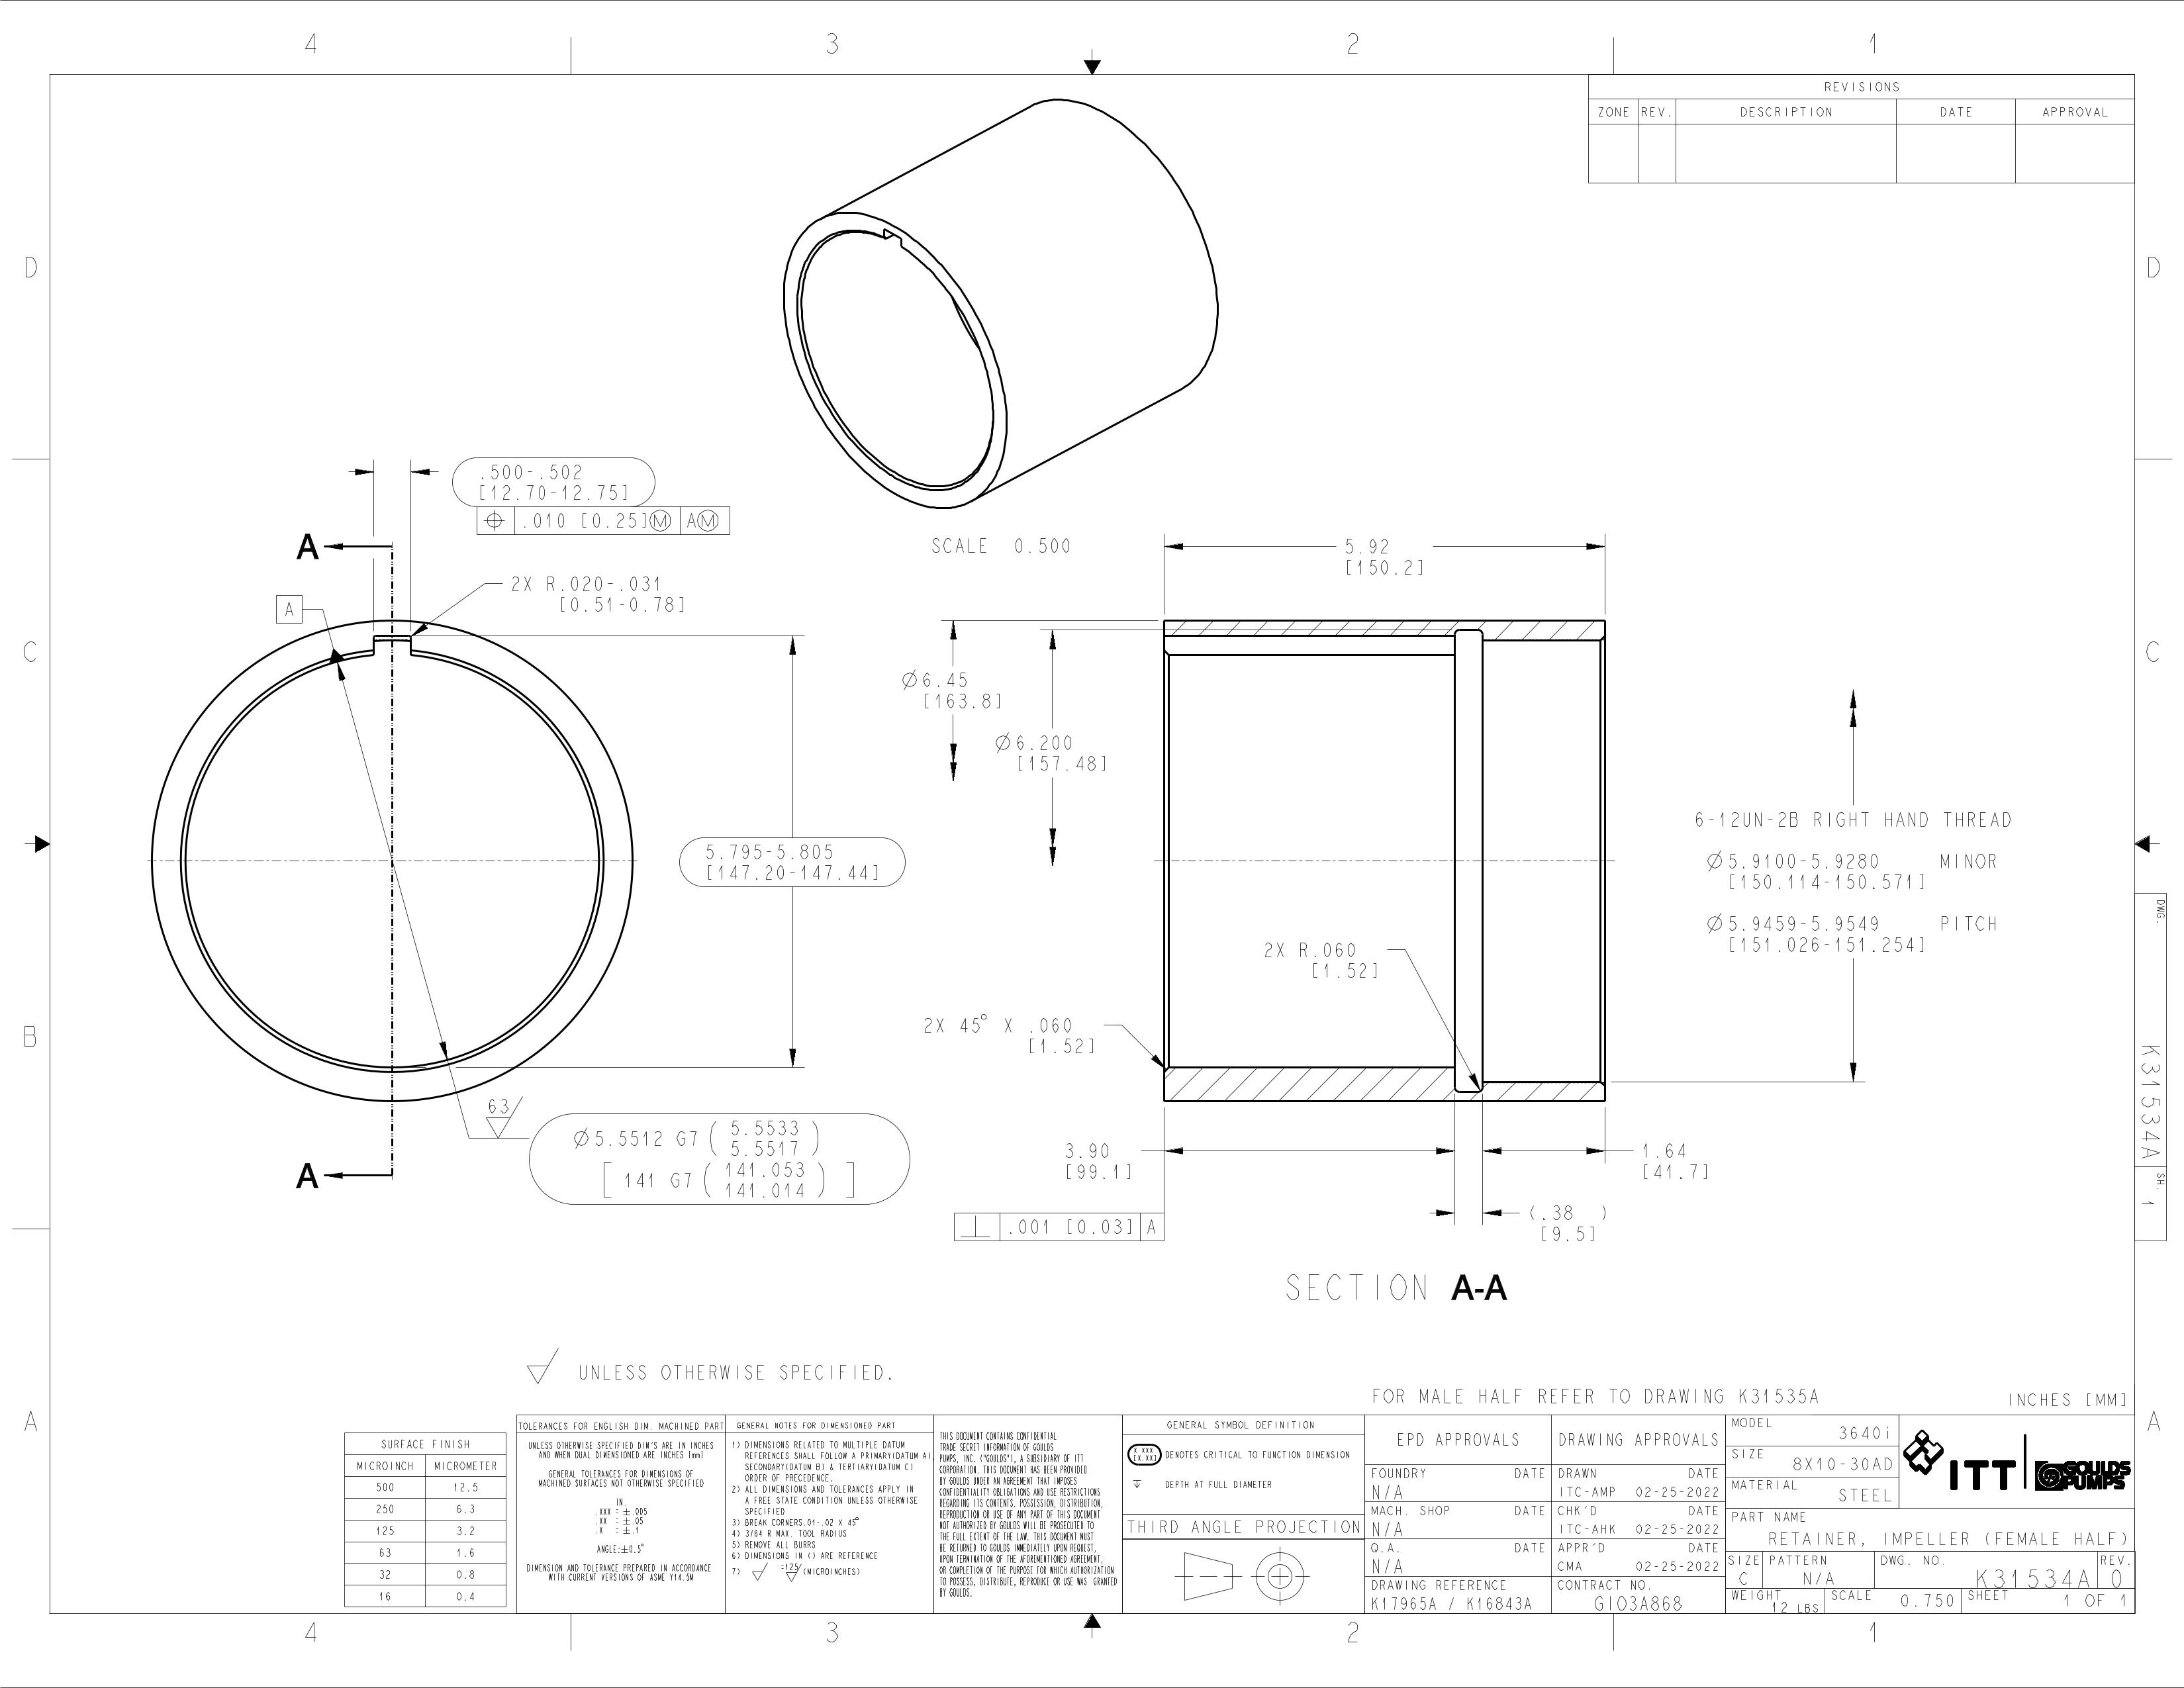 4 3 2 1
REVISIONS
ZONE REV. DESCRIPTION DATE APPROVAL
D D
.500-.502
[12.70-12.75]
.010 [0.25]Ⓜ AⓂ
A
SCALE 0.500
5.92
[150.2]
2X R.020-.031
[0.51-0.78]
A
C C
Ø6.45
[163.8]
Ø6.200
[157.48]
6-12UN-2B RIGHT HAND THREAD
5.795-5.805
[147.20-147.44]
Ø5.9100-5.9280 MINOR
[150.114-150.571]
Ø5.9459-5.9549 PITCH
[151.026-151.254]
DWG.
K31534A
SH.
1
2X R.060
[1.52]
B
2X 45° X .060
[1.52]
63
Ø5.5512 G7 (5.5533
5.5517)
[141 G7 (141.053
141.014)]
A
3.90
[99.1]
1.64
[41.7]
⊥ .001 [0.03] A
(.38 )
[9.5]
SECTION A-A
UNLESS OTHERWISE SPECIFIED.
FOR MALE HALF REFER TO DRAWING K31535A
INCHES [MM]
A A
SURFACE FINISH
MICROINCH MICROMETER
500 12.5
250 6.3
125 3.2
63 1.6
32 0.8
16 0.4
TOLERANCES FOR ENGLISH DIM. MACHINED PART
UNLESS OTHERWISE SPECIFIED DIM'S ARE IN INCHES
AND WHEN DUAL DIMENSIONED ARE INCHES [mm]
GENERAL TOLERANCES FOR DIMENSIONS OF
MACHINED SURFACES NOT OTHERWISE SPECIFIED
IN.
.XXX : ±.005
.XX : ±.05
.X : ±.1
ANGLE:±0.5°
DIMENSION AND TOLERANCE PREPARED IN ACCORDANCE
WITH CURRENT VERSIONS OF ASME Y14.5M
GENERAL NOTES FOR DIMENSIONED PART
1) DIMENSIONS RELATED TO MULTIPLE DATUM
REFERENCES SHALL FOLLOW A PRIMARY(DATUM A),
SECONDARY(DATUM B) & TERTIARY(DATUM C)
ORDER OF PRECEDENCE.
2) ALL DIMENSIONS AND TOLERANCES APPLY IN
A FREE STATE CONDITION UNLESS OTHERWISE
SPECIFIED
3) BREAK CORNERS.01-.02 X 45°
4) 3/64 R MAX. TOOL RADIUS
5) REMOVE ALL BURRS
6) DIMENSIONS IN () ARE REFERENCE
7) =125 (MICROINCHES)
THIS DOCUMENT CONTAINS CONFIDENTIAL
TRADE SECRET INFORMATION OF GOULDS
PUMPS, INC. ("GOULDS"), A SUBSIDIARY OF ITT
CORPORATION. THIS DOCUMENT HAS BEEN PROVIDED
BY GOULDS UNDER AN AGREEMENT THAT IMPOSES
CONFIDENTIALITY OBLIGATIONS AND USE RESTRICTIONS
REGARDING ITS CONTENTS. POSSESSION, DISTRIBUTION,
REPRODUCTION OR USE OF ANY PART OF THIS DOCUMENT
NOT AUTHORIZED BY GOULDS WILL BE PROSECUTED TO
THE FULL EXTENT OF THE LAW. THIS DOCUMENT MUST
BE RETURNED TO GOULDS IMMEDIATELY UPON REQUEST,
UPON TERMINATION OF THE AFOREMENTIONED AGREEMENT,
OR COMPLETION OF THE PURPOSE FOR WHICH AUTHORIZATION
TO POSSESS, DISTRIBUTE, REPRODUCE OR USE WAS GRANTED
BY GOULDS.
GENERAL SYMBOL DEFINITION
X.XXX
[X.XX]
DENOTES CRITICAL TO FUNCTION DIMENSION
DEPTH AT FULL DIAMETER
THIRD ANGLE PROJECTION
EPD APPROVALS
FOUNDRY DATE
N/A
MACH. SHOP DATE
N/A
Q.A. DATE
N/A
DRAWING REFERENCE
K17965A / K16843A
DRAWING APPROVALS
DRAWN DATE
ITC-AMP 02-25-2022
CHK'D DATE
ITC-AHK 02-25-2022
APPR'D DATE
CMA 02-25-2022
CONTRACT NO.
GI03A868
MODEL
3640i
SIZE
8X10-30AD
MATERIAL
STEEL
ITT
GOULDS
PUMPS
PART NAME
RETAINER, IMPELLER (FEMALE HALF)
SIZE PATTERN DWG. NO. REV.
C N/A K31534A 0
WEIGHT SCALE SHEET
12 LBS 0.750 1 OF 1
4 3 2 1